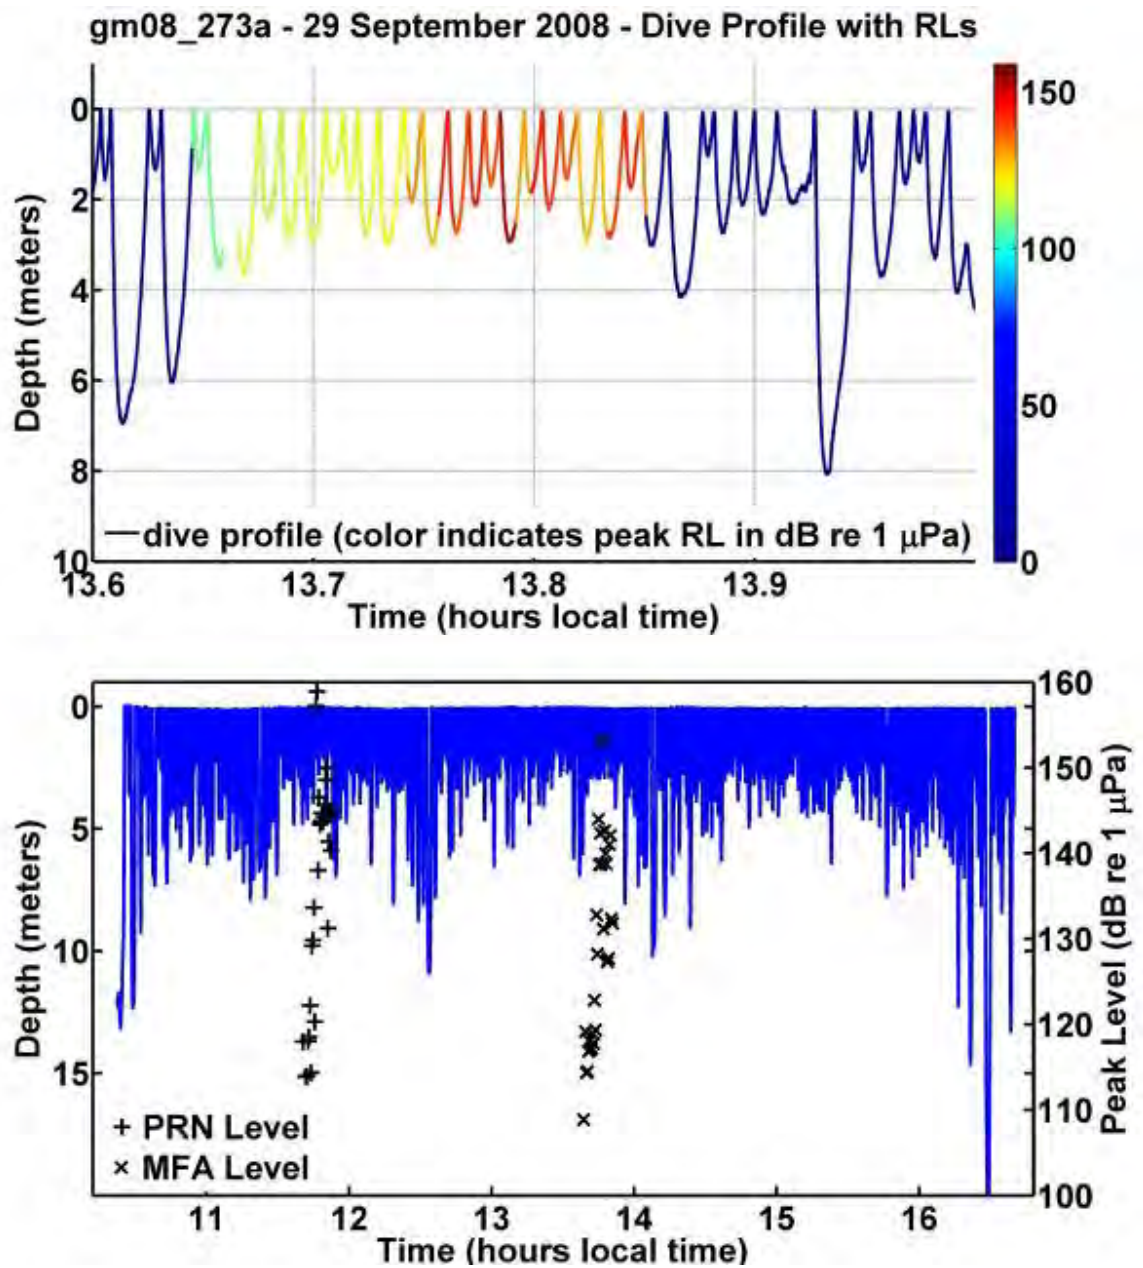 gm08_273a - 29 September 2008 - Dive Profile with RLs
0
2
4
6
8
10
Depth (meters)
dive profile (color indicates peak RL in dB re 1 μPa)
13.6 13.7 13.8 13.9
Time (hours local time)
150
100
50
0
0
5
10
15
Depth (meters)
+ PRN Level
× MFA Level
160
150
140
130
120
110
100
Peak Level (dB re 1 μPa)
11 12 13 14 15 16
Time (hours local time)